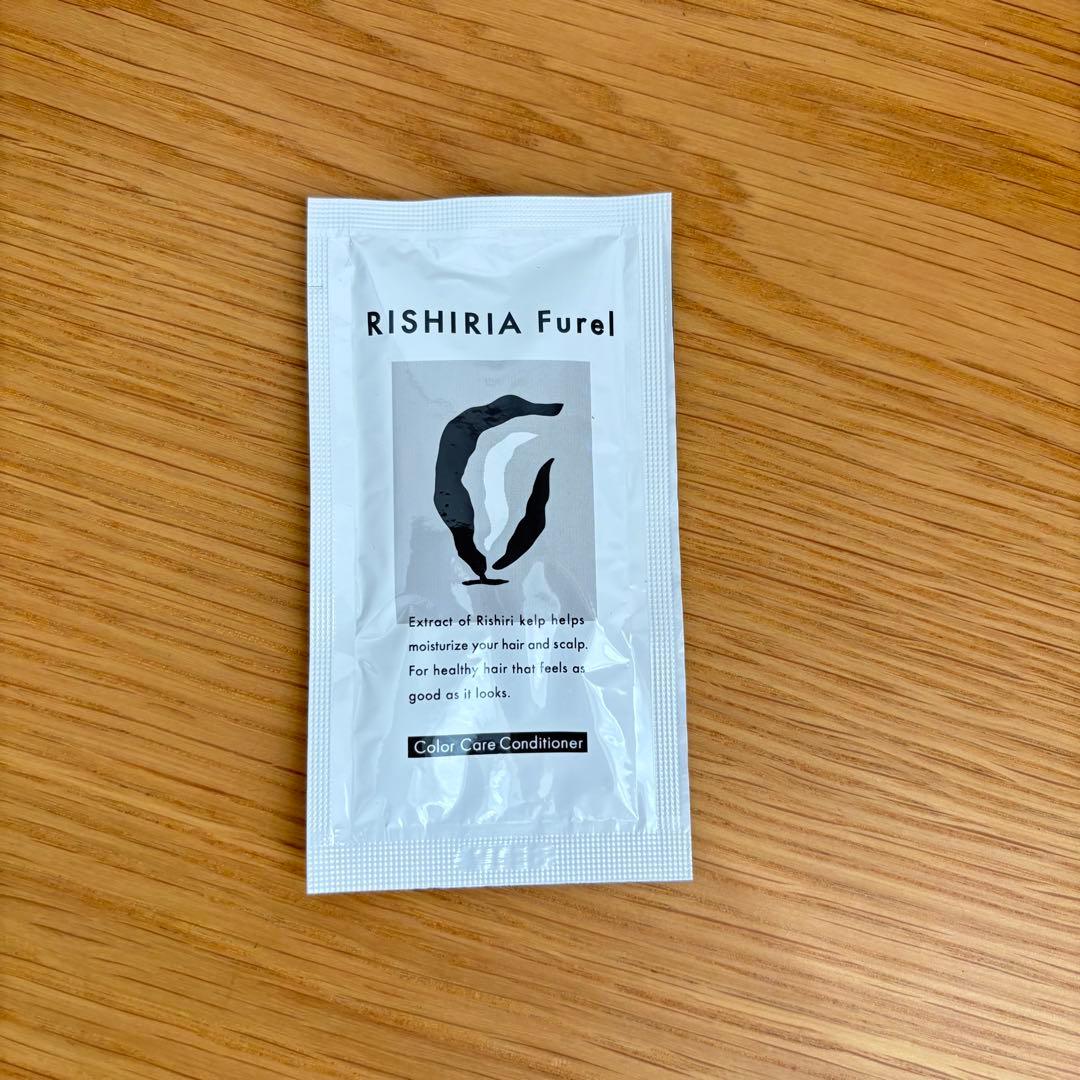 RISHIRIA Furel
Extract of Rishiri kelp helps
moisturize your hair and scalp.
For healthy hair that feels as
good as it looks.
Color Care Conditioner